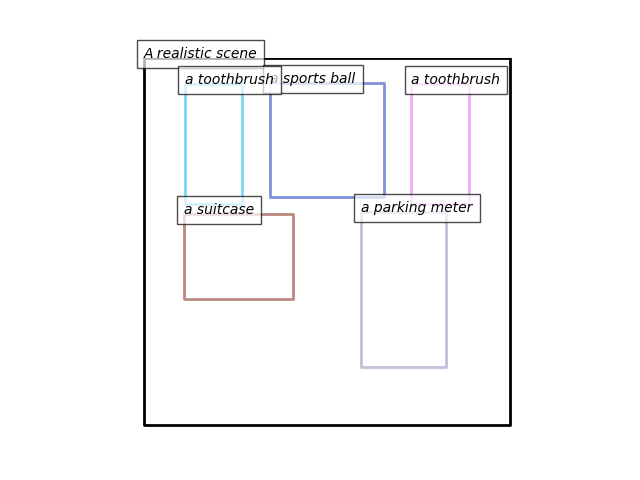 A realistic scene
a toothbrush
a sports ball
a toothbrush
a suitcase
a parking meter